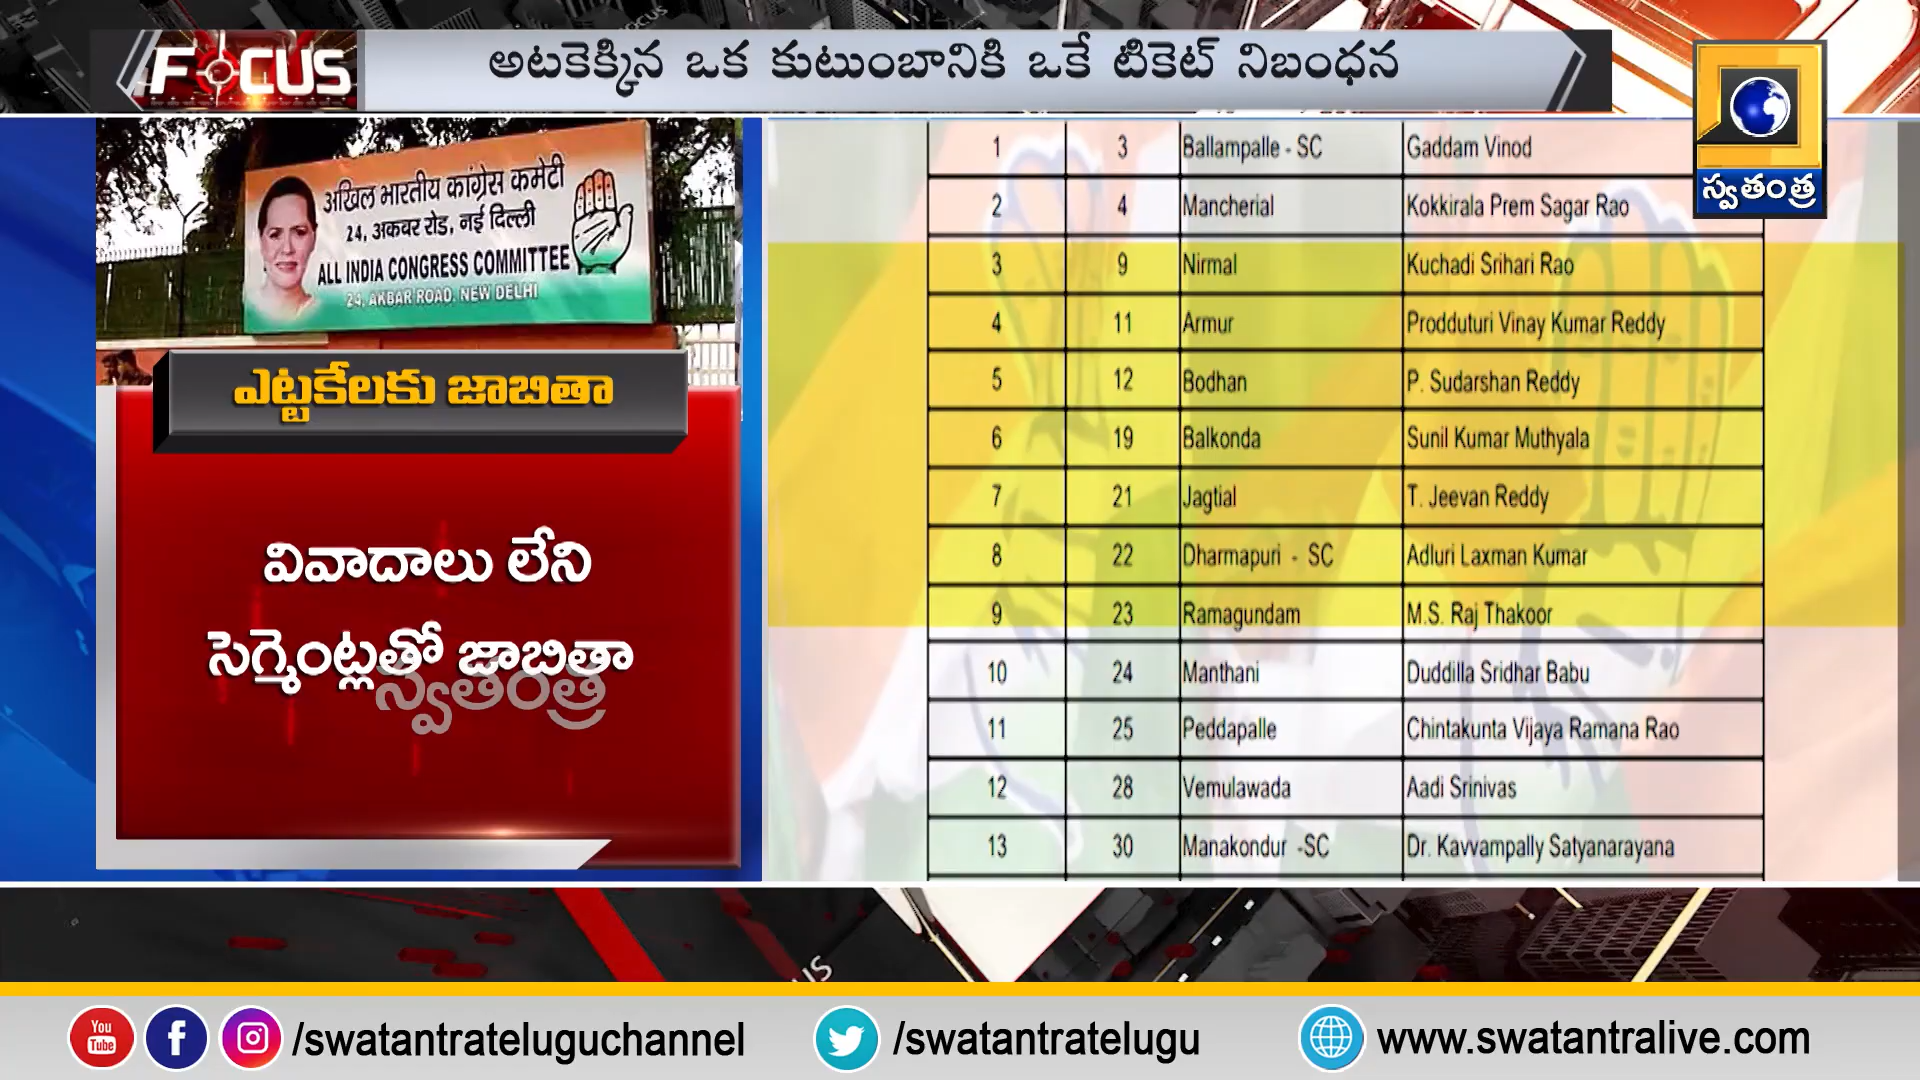 FOCUS
అటకెక్కిన ఒక కుటుంబానికి ఒకే టికెట్ నిబంధన
స్వతంత్ర
अखिल भारतीय कांग्रेस कमेटी
24, अकबर रोड, नई दिल्ली
ALL INDIA CONGRESS COMMITTEE
24, AKBAR ROAD, NEW DELHI
ఎట్టకేలకు జాబితా
వివాదాలు లేని
సెగ్మెంట్లతో జాబితా
స్వతంత్ర
1 3 Ballampalle - SC Gaddam Vinod
2 4 Mancherial Kokkirala Prem Sagar Rao
3 9 Nirmal Kuchadi Srihari Rao
4 11 Armur Prodduturi Vinay Kumar Reddy
5 12 Bodhan P. Sudarshan Reddy
6 19 Balkonda Sunil Kumar Muthyala
7 21 Jagtial T. Jeevan Reddy
8 22 Dharmapuri - SC Adluri Laxman Kumar
9 23 Ramagundam M.S. Raj Thakoor
10 24 Manthani Duddilla Sridhar Babu
11 25 Peddapalle Chintakunta Vijaya Ramana Rao
12 28 Vemulawada Aadi Srinivas
13 30 Manakondur -SC Dr. Kavvampally Satyanarayana
You Tube /swatantrateluguchannel /swatantratelugu www.swatantralive.com